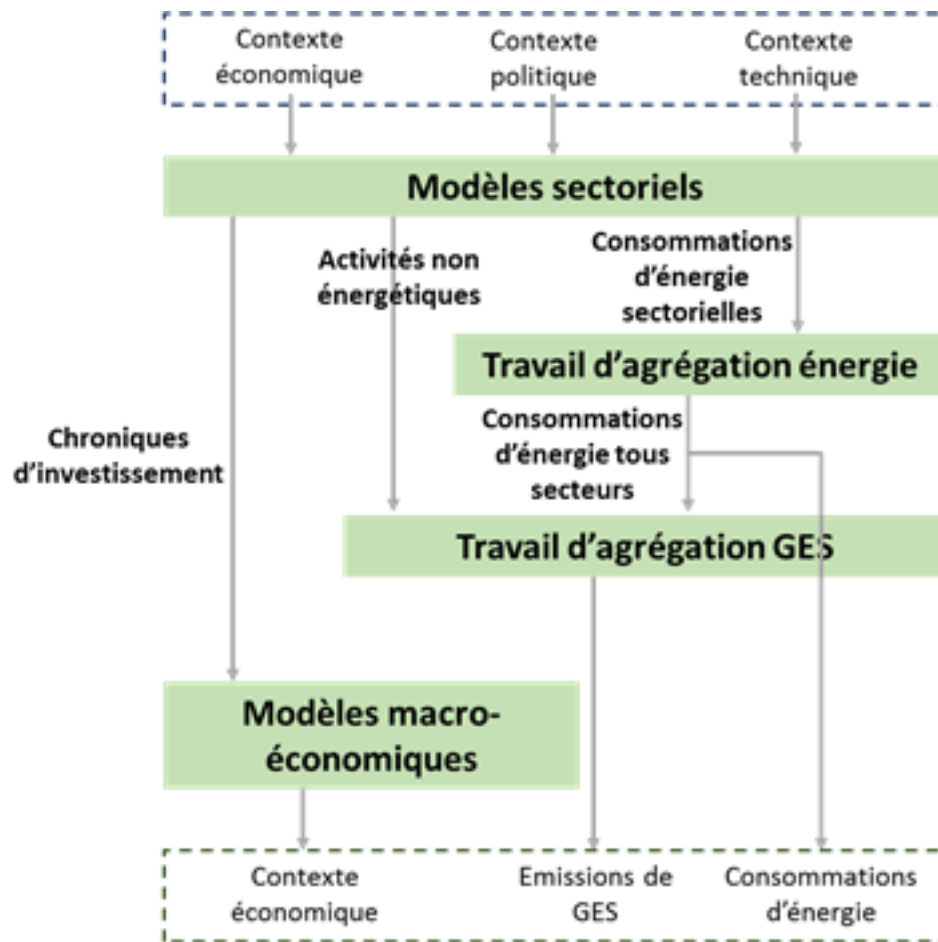 Contexte
économique
Contexte
politique
Contexte
technique
Modèles sectoriels
Activités non
énergétiques
Consommations
d'énergie
sectorielles
Travail d'agrégation énergie
Chroniques
d'investissement
Consommations
d'énergie tous
secteurs
Travail d'agrégation GES
Modèles macro-
économiques
Contexte
économique
Emissions de
GES
Consommations
d'énergie